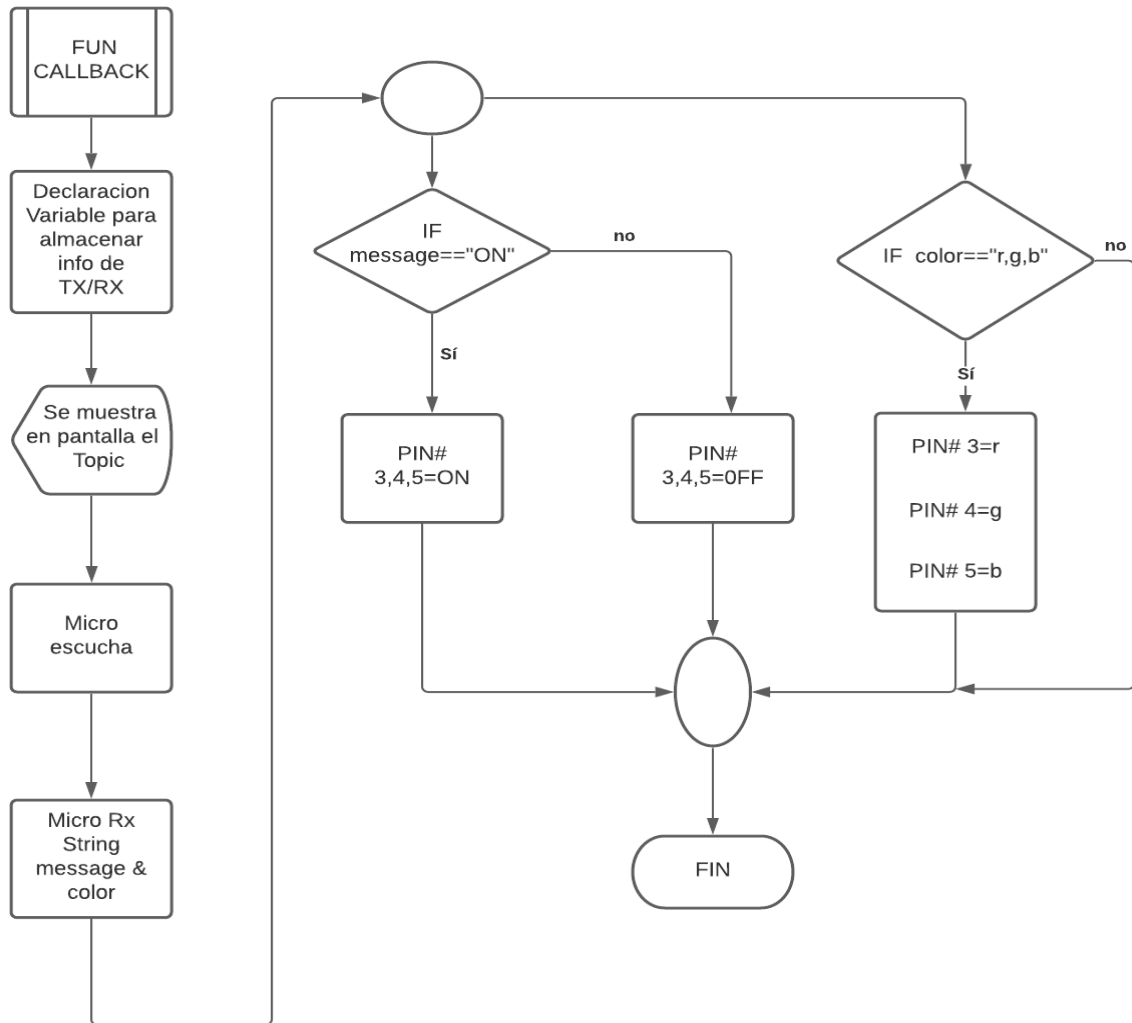 FUN
CALLBACK
Declaracion
Variable para
almacenar
info de
TX/RX
Se muestra
en pantalla el
Topic
Micro
escucha
Micro Rx
String
message &
color
IF
message=="ON"
no
Sí
PIN#
3,4,5=ON
PIN#
3,4,5=0FF
IF color=="r,g,b"
no
Sí
PIN# 3=r
PIN# 4=g
PIN# 5=b
FIN